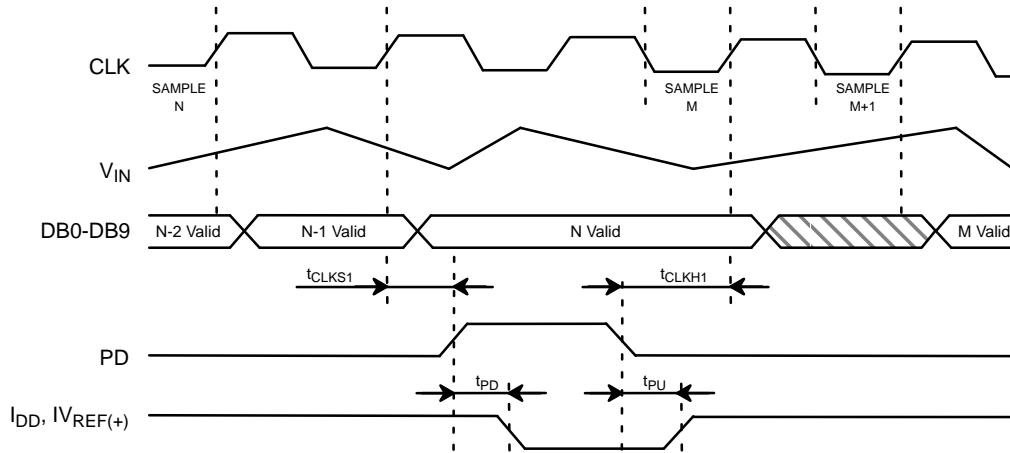 CLK
SAMPLE
N
SAMPLE
M
SAMPLE
M+1
VIN
DB0-DB9
N-2 Valid
N-1 Valid
N Valid
M Valid
tCLKS1
tCLKH1
PD
tPD
tPU
IDD, IVREF(+)